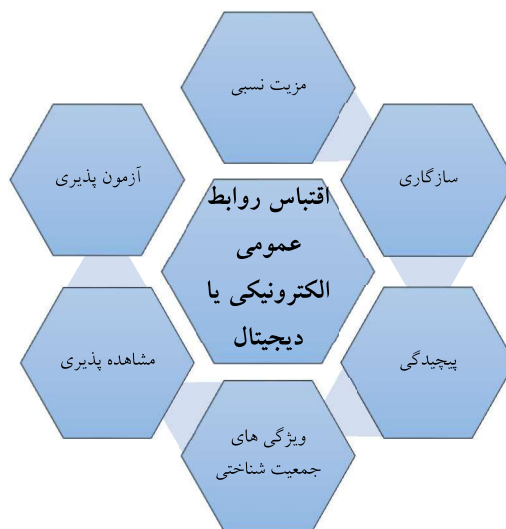 مزیت نسبی
سازگاری
پیچیدگی
ویژگی های
جمعیت شناختی
مشاهده پذیری
آزمون پذیری
اقتباس روابط
عمومی
الکترونیکی یا
دیجیتال